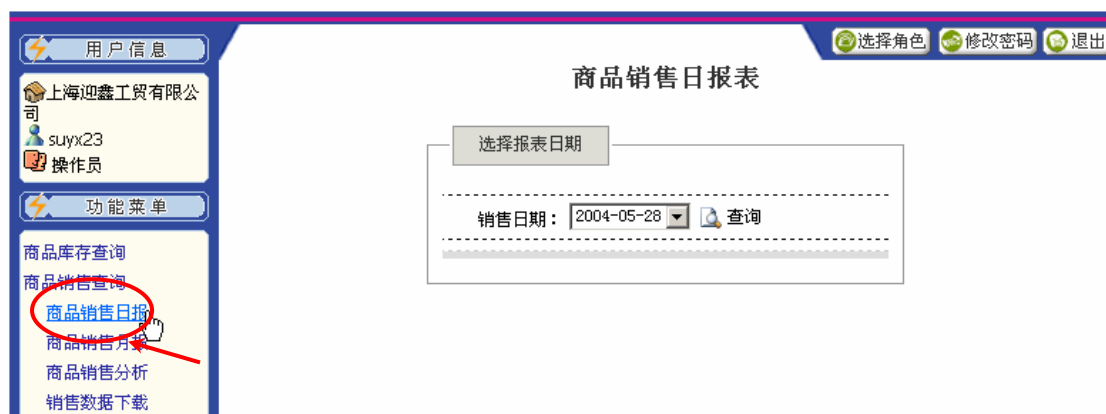 选择角色 修改密码 退出
用户信息
上海迎鑫工贸有限公
司
suyx23
操作员
功能菜单
商品库存查询
商品销售查询
商品销售日报
商品销售月报
商品销售分析
销售数据下载
商品销售日报表
选择报表日期
销售日期： 2004-05-28 查询